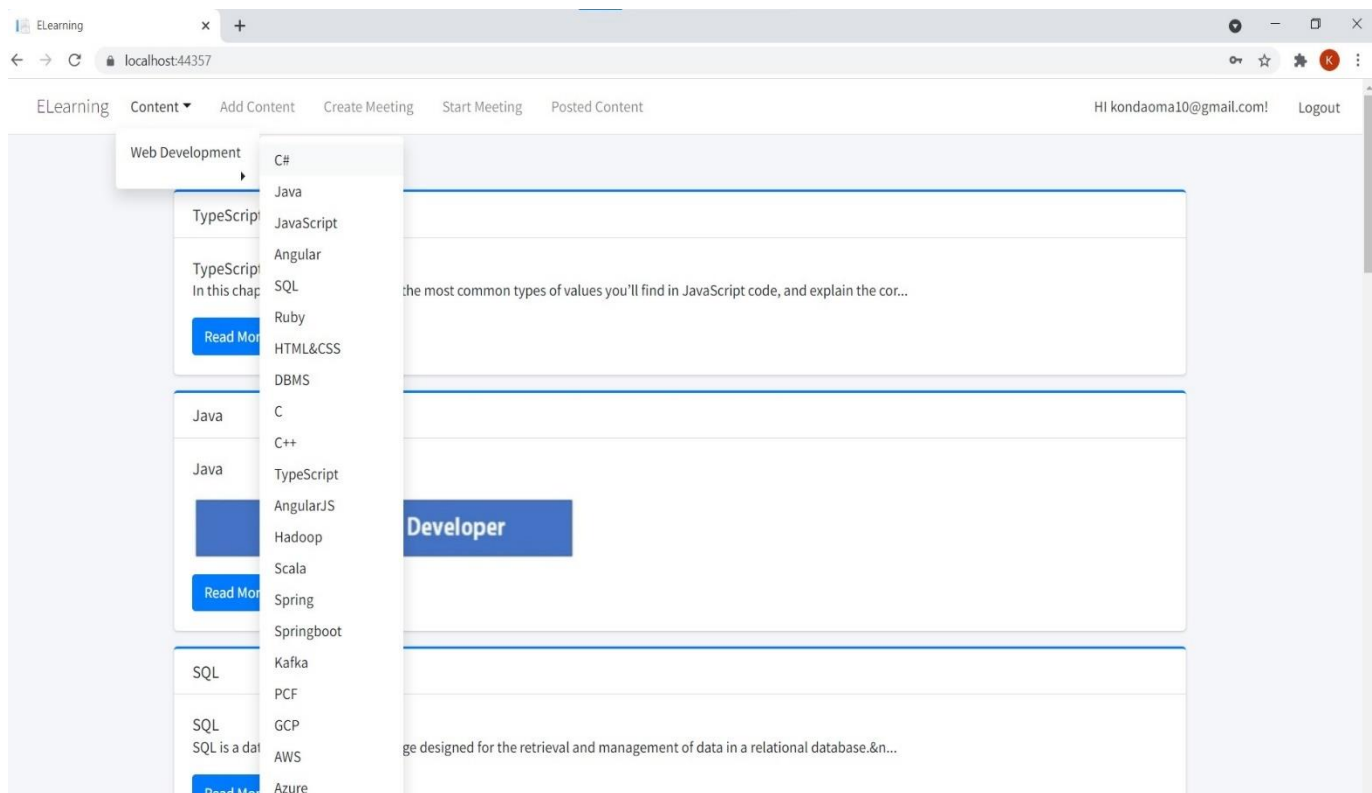 ELearning
localhost:44357
K
ELearning Content Add Content Create Meeting Start Meeting Posted Content HI kondaoma10@gmail.com! Logout
Web Development
C#
Java
JavaScript
Angular
SQL
Ruby
HTML&CSS
DBMS
C
C++
TypeScript
AngularJS
Hadoop
Scala
Spring
Springboot
Kafka
PCF
GCP
AWS
Azure
TypeScript
TypeScript
In this chap the most common types of values you’ll find in JavaScript code, and explain the cor...
Read Mor
Java
Java
Developer
Read Mor
SQL
SQL
SQL is a dat ge designed for the retrieval and management of data in a relational database.&n...
Read Mor